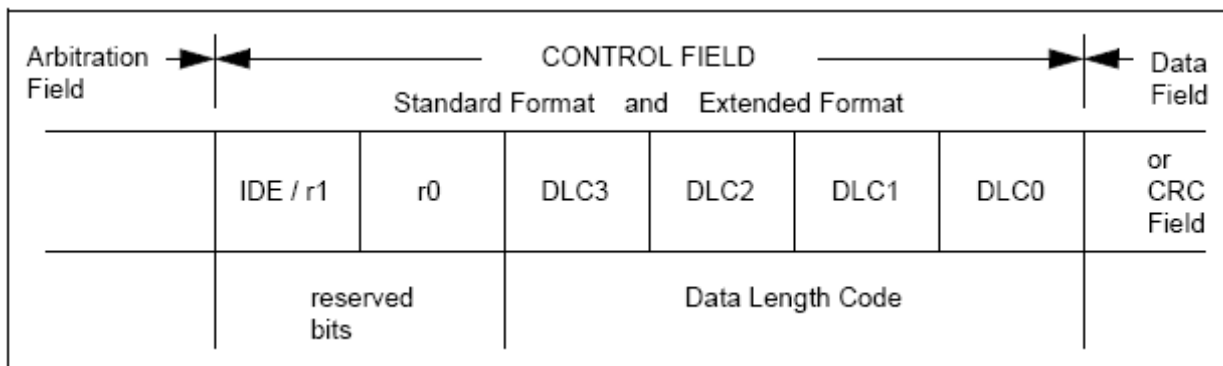 Arbitration
Field
CONTROL FIELD
Standard Format and Extended Format
Data
Field
IDE / r1
r0
DLC3
DLC2
DLC1
DLC0
or
CRC
Field
reserved
bits
Data Length Code